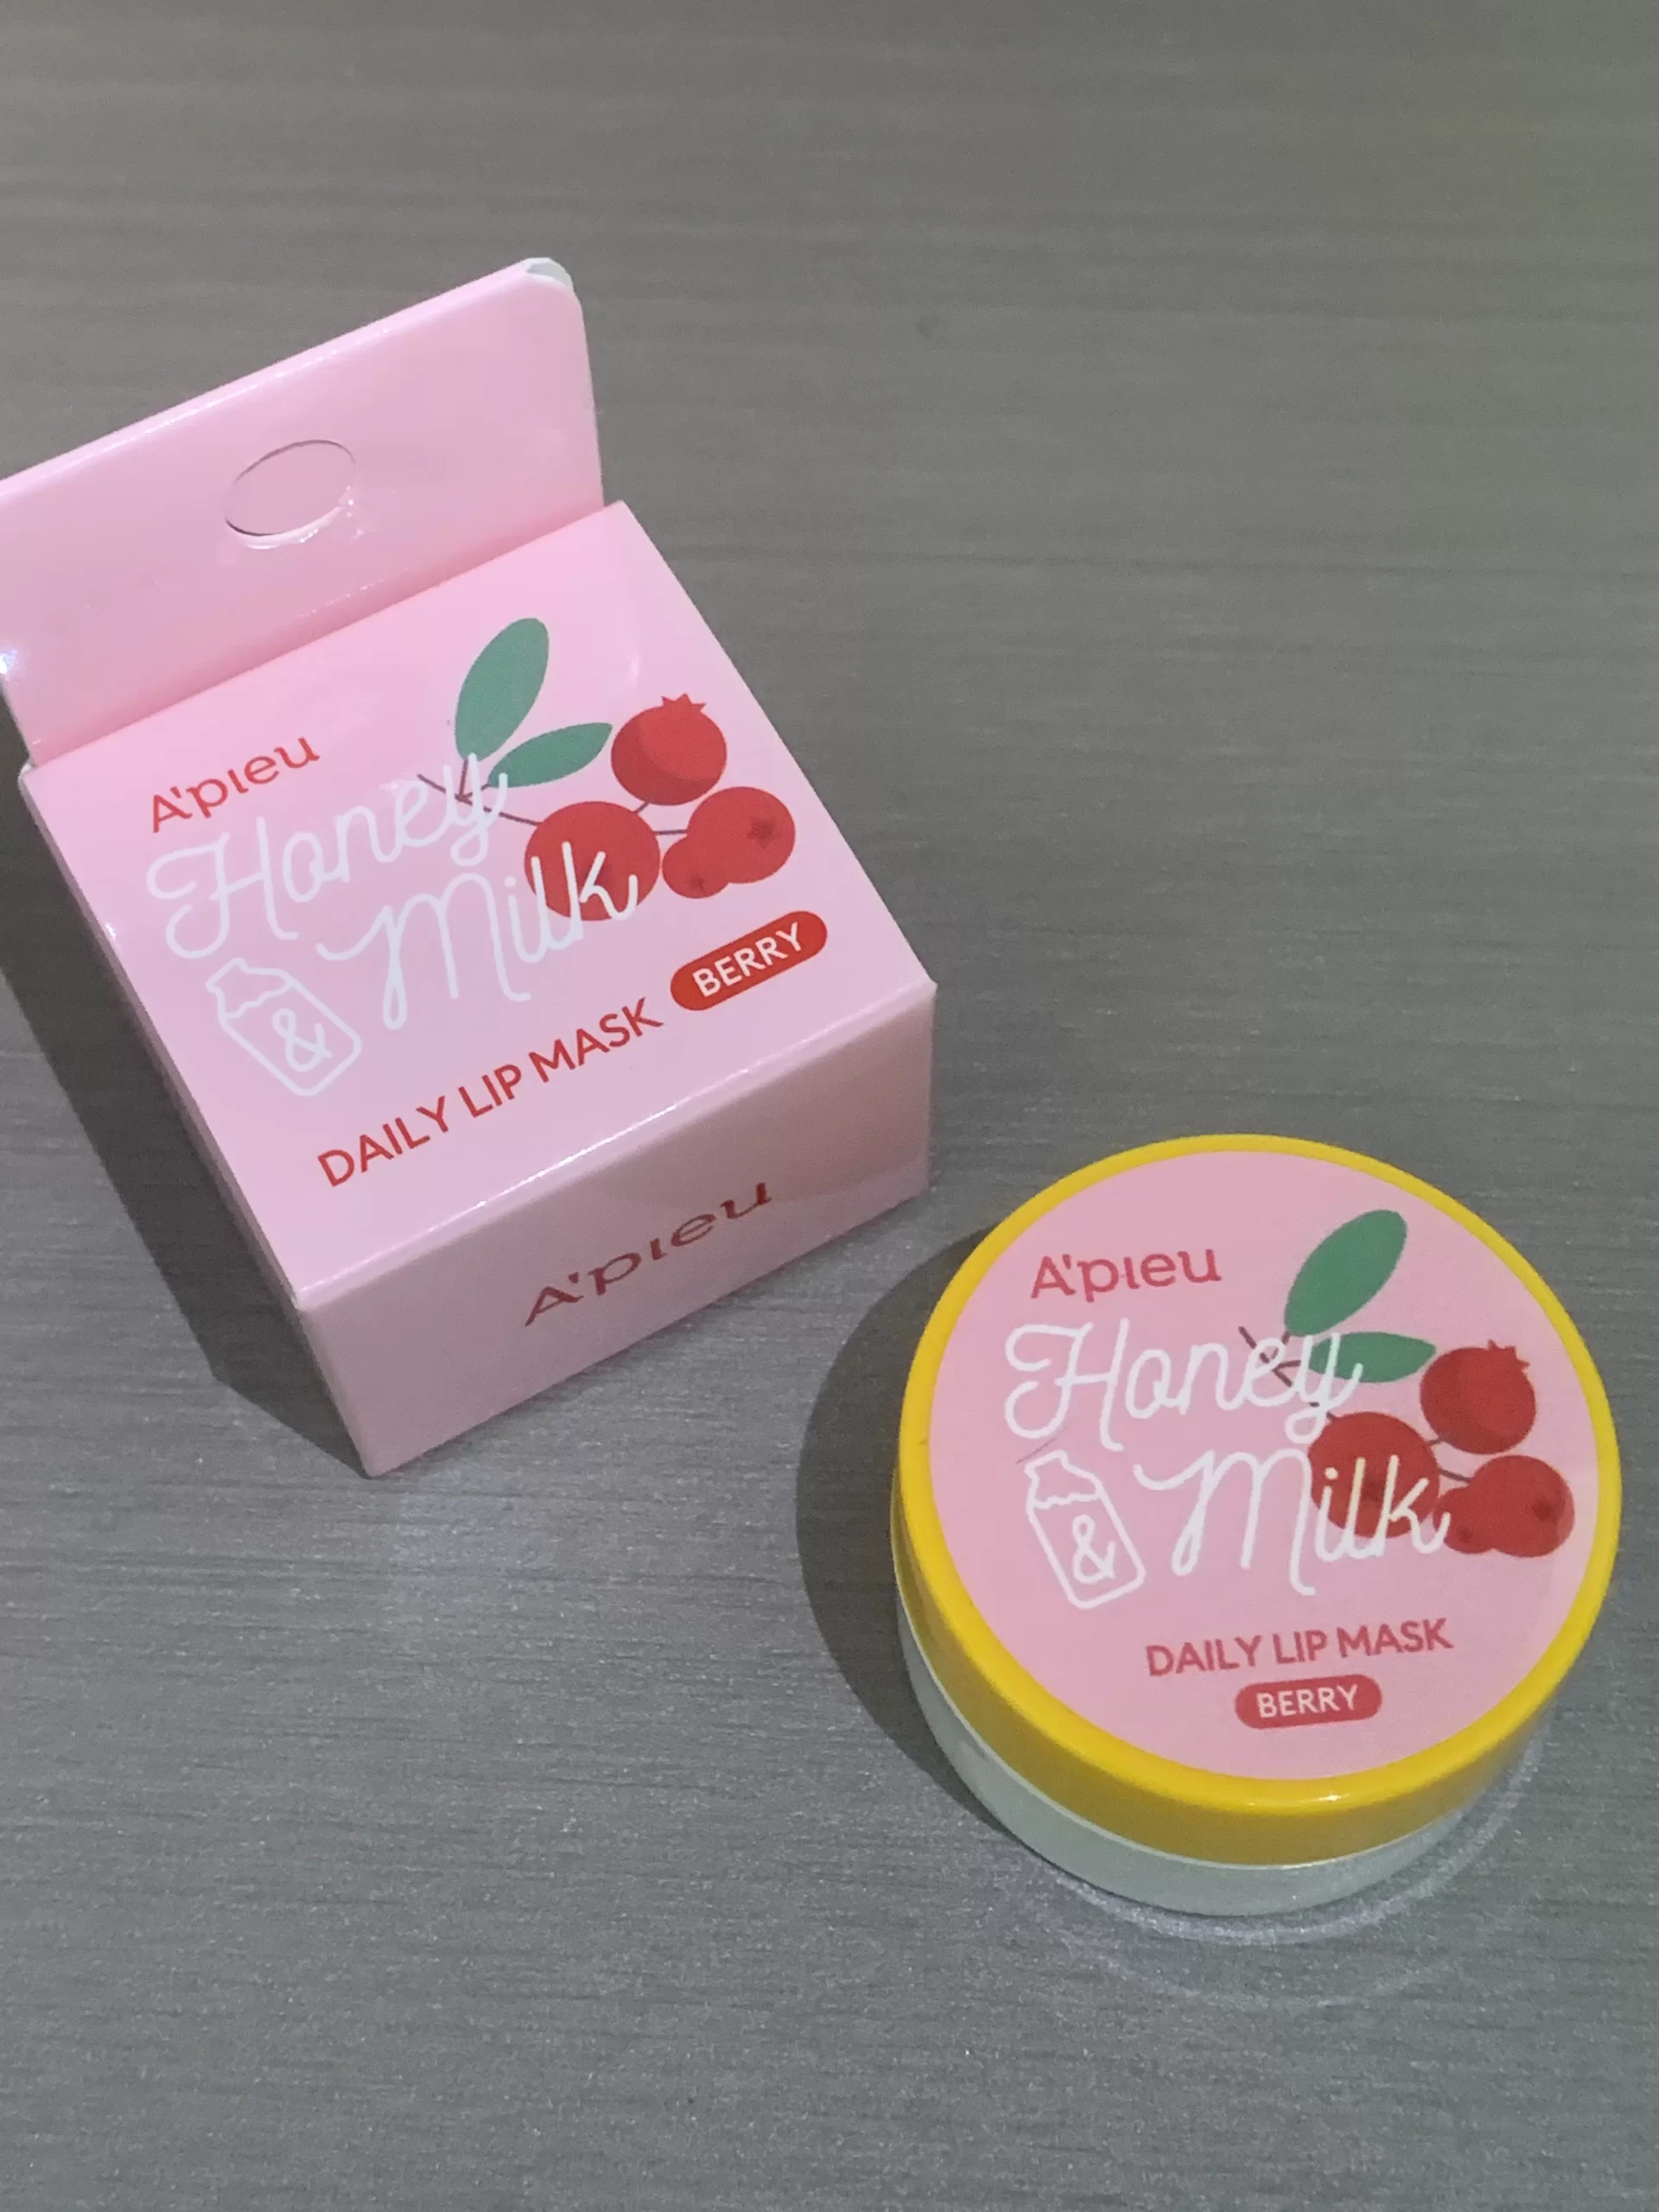 A'pieu
Honey
& Milk
DAILY LIP MASK BERRY
A'pieu
A'pieu
Honey
& Milk
DAILY LIP MASK
BERRY